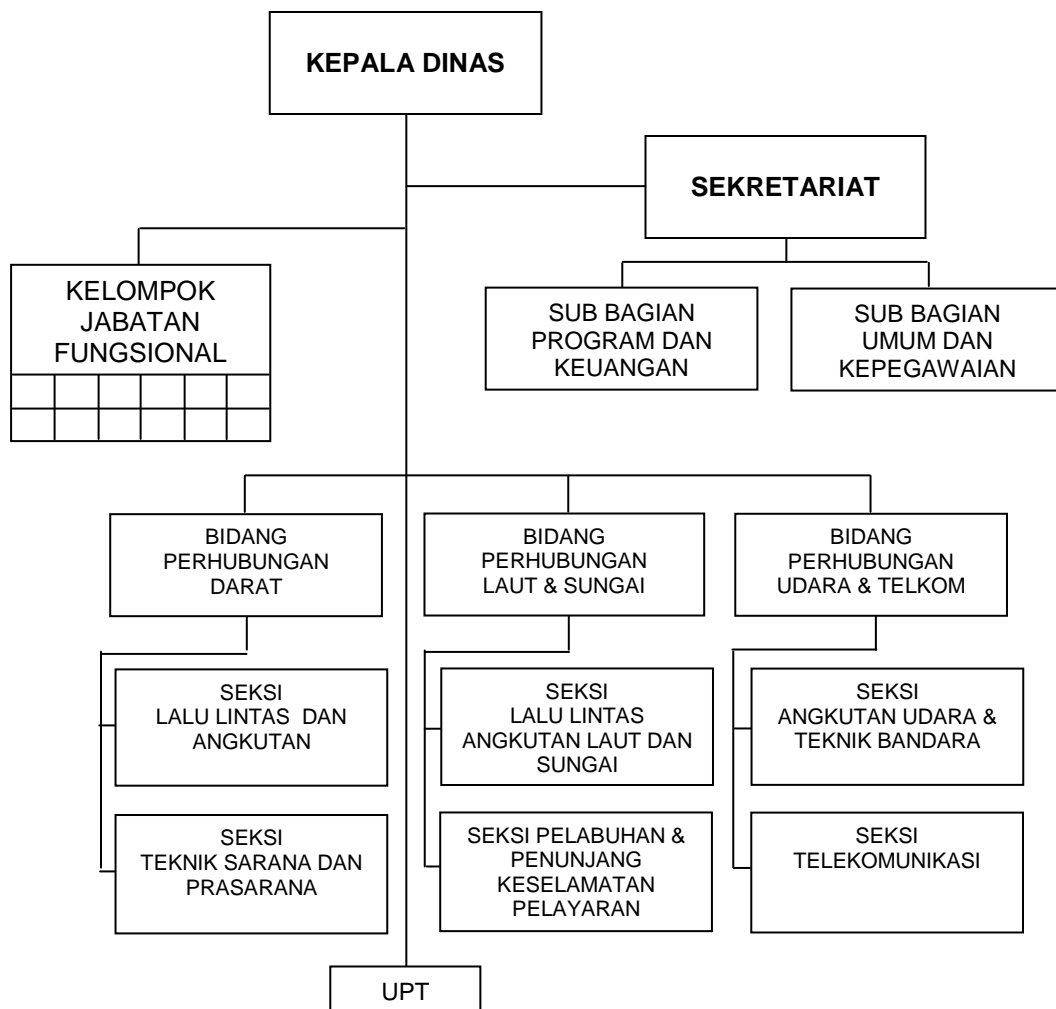 KEPALA DINAS
SEKRETARIAT
KELOMPOK
JABATAN
FUNGSIONAL
SUB BAGIAN
PROGRAM DAN
KEUANGAN
SUB BAGIAN
UMUM DAN
KEPEGAWAIAN
BIDANG
PERHUBUNGAN
DARAT
BIDANG
PERHUBUNGAN
LAUT & SUNGAI
BIDANG
PERHUBUNGAN
UDARA & TELKOM
SEKSI
LALU LINTAS DAN
ANGKUTAN
SEKSI
LALU LINTAS
ANGKUTAN LAUT DAN
SUNGAI
SEKSI
ANGKUTAN UDARA &
TEKNIK BANDARA
SEKSI
TEKNIK SARANA DAN
PRASARANA
SEKSI PELABUHAN &
PENUNJANG
KESELAMATAN
PELAYARAN
SEKSI
TELEKOMUNIKASI
UPT